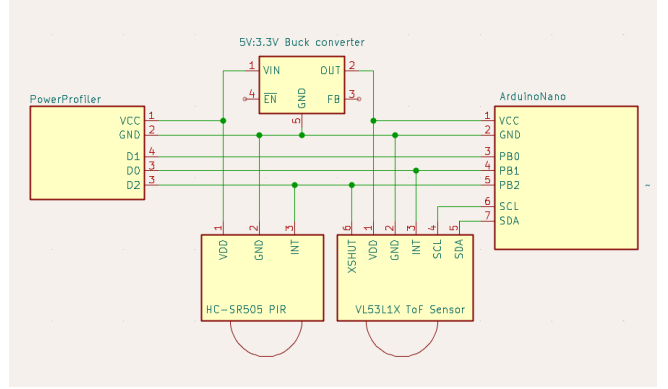 5V:3.3V Buck converter
1 VIN OUT 2
4 EN GND FB 3
5
PowerProfiler
VCC 1
GND 2
D1 4
D0 3
D2 3
ArduinoNano
1 VCC
2 GND
3 PB0
4 PB1
5 PB2
6 SCL
7 SDA
1 2 3
VDD GND INT
HC-SR505 PIR
6 1 2 3 4 5
XSHUT VDD GND INT SCL SDA
VL53L1X ToF Sensor